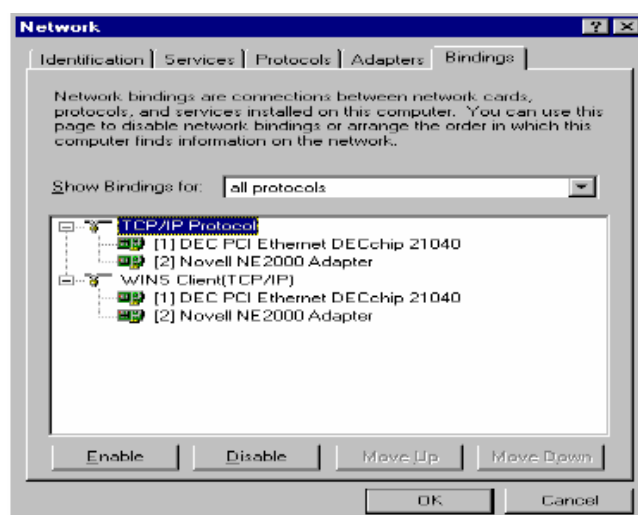 Network
Identification Services Protocols Adapters Bindings
Network bindings are connections between network cards,
protocols, and services installed on this computer. You can use this
page to disable network bindings or arrange the order in which this
computer finds information on the network.
Show Bindings for: all protocols
TCP/IP Protocol
[1] DEC PCI Ethernet DECchip 21040
[2] Novell NE2000 Adapter
WINS Client(TCP/IP)
[1] DEC PCI Ethernet DECchip 21040
[2] Novell NE2000 Adapter
Enable Disable Move Up Move Down
OK Cancel